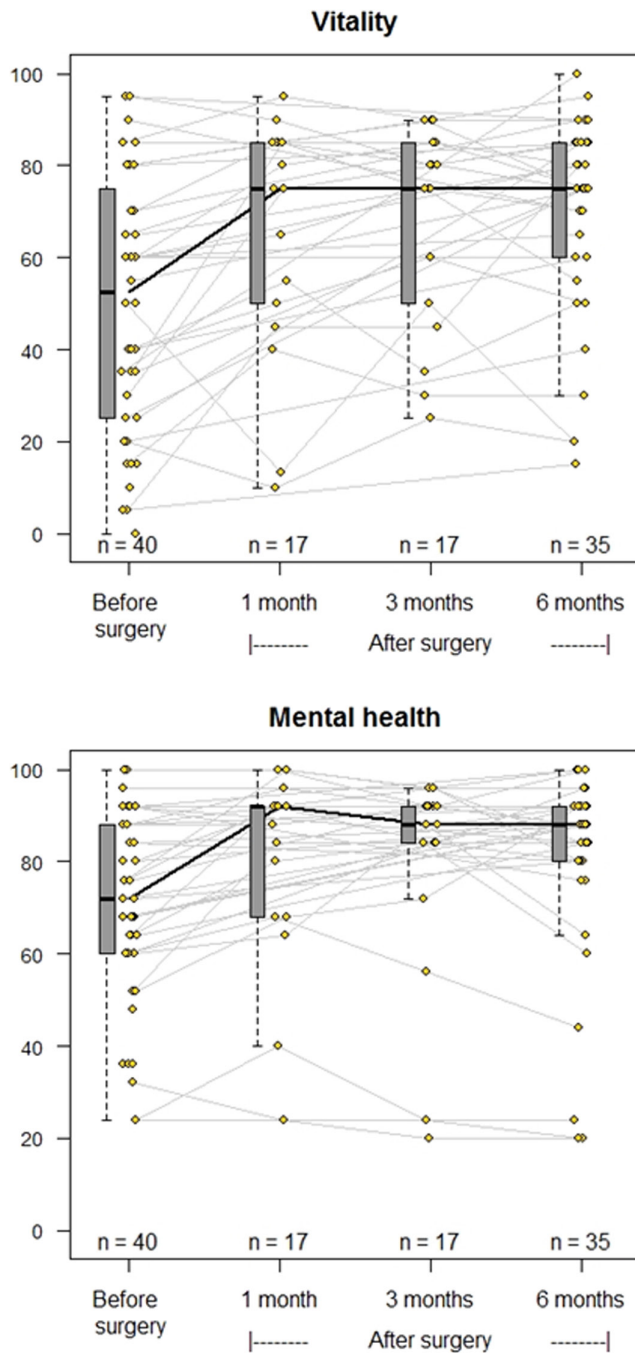 Vitality
100
80
60
40
20
0
n = 40 n = 17 n = 17 n = 35
Before surgery 1 month 3 months 6 months
|-------- After surgery -------|
Mental health
100
80
60
40
20
0
n = 40 n = 17 n = 17 n = 35
Before surgery 1 month 3 months 6 months
|-------- After surgery -------|